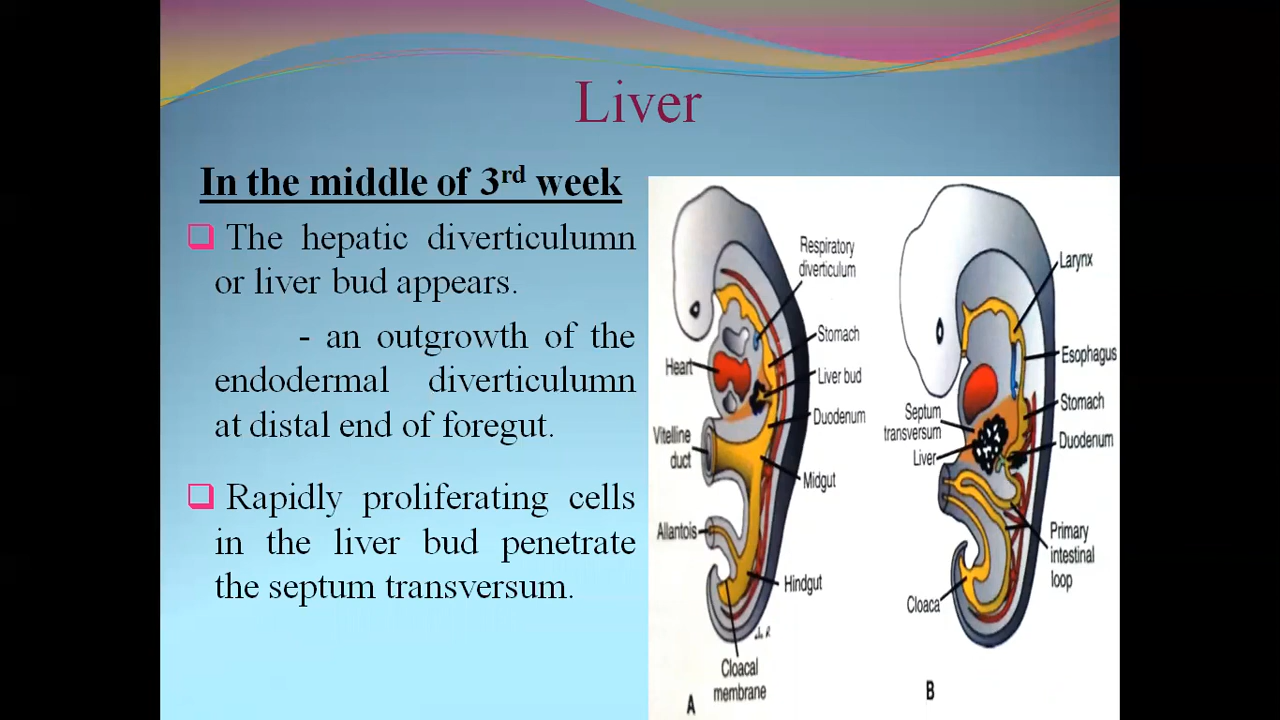 Liver
In the middle of 3rd week
The hepatic diverticulumn
or liver bud appears.
- an outgrowth of the
endodermal diverticulumn
at distal end of foregut.
Rapidly proliferating cells
in the liver bud penetrate
the septum transversum.
Respiratory
diverticulum
Stomach
Heart
Liver bud
Duodenum
Vitelline
duct
Midgut
Allantois
Hindgut
Cloacal
membrane
A
Larynx
Esophagus
Septum
transversum
Stomach
Liver
Duodenum
Primary
intestinal
loop
Cloaca
B